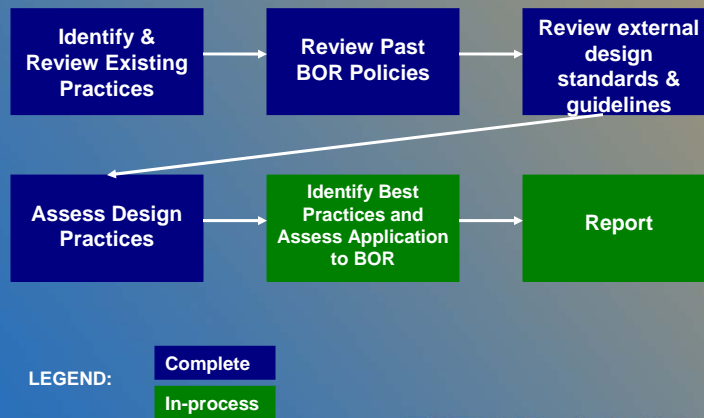 Identify &
Review Existing
Practices
Review Past
BOR Policies
Review external
design
standards &
guidelines
Assess Design
Practices
Identify Best
Practices and
Assess Application
to BOR
Report
LEGEND:
Complete
In-process